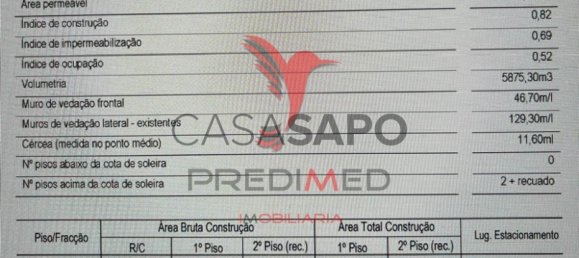 Área permeável
Índice de construção 0,82
Índice de impermeabilização 0,69
Índice de ocupação 0,52
Volumetria 5875,30m3
Muro de vedação frontal 46,70m/l
Muros de vedação lateral - existentes 129,30m/l
Cércea (medida no ponto médio) 11,60ml
Nº pisos abaixo da cota de soleira 0
Nº pisos acima da cota de soleira 2 + recuado
CASASAPO
PREDIMED
IMOBILIÁRIA
Piso/Fracção Área Bruta Construção Área Total Construção Lug. Estacionamento
R/C 1º Piso 2º Piso (rec.) 1º Piso 2º Piso (rec.)